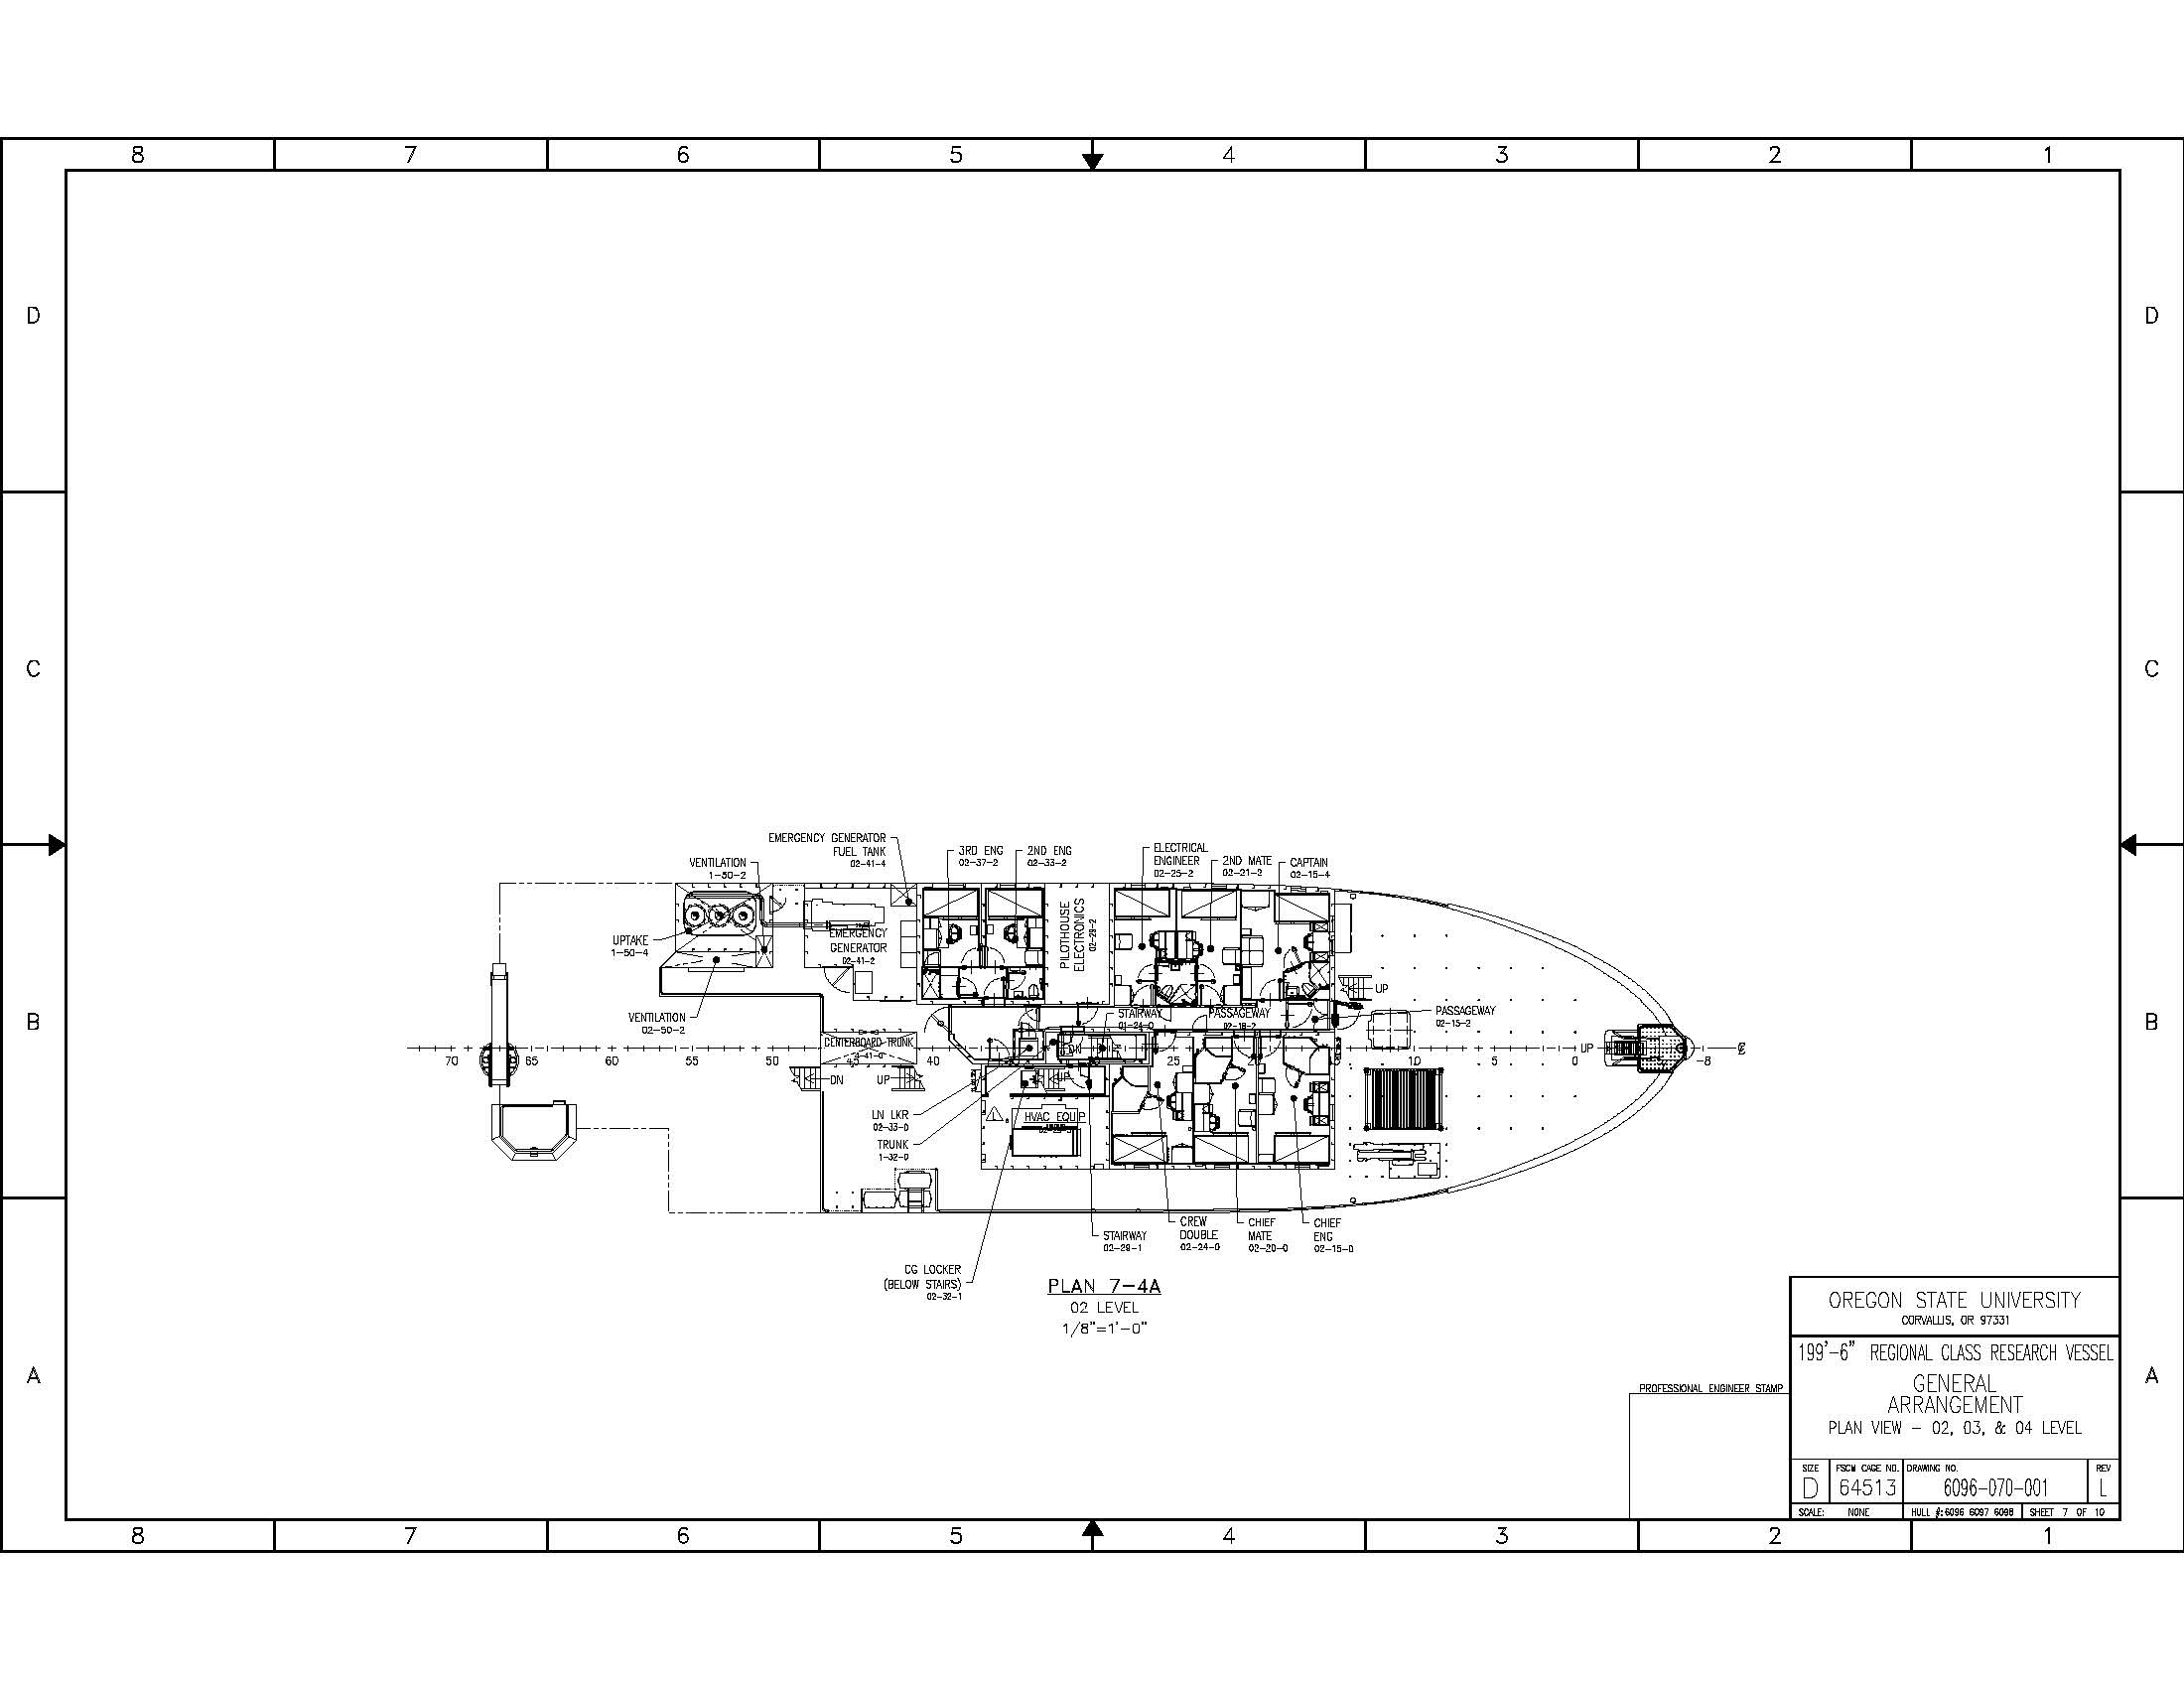 8 7 6 5 4 3 2 1
D D
C C
B B
A A
EMERGENCY GENERATOR
FUEL TANK
02-41-4
VENTILATION
1-50-2
3RD ENG
02-37-2
2ND ENG
02-33-2
ELECTRICAL
ENGINEER
02-25-2
2ND MATE
02-21-2
CAPTAIN
02-15-4
UPTAKE
1-50-4
EMERGENCY
GENERATOR
02-41-2
PILOTHOUSE
ELECTRONICS
02-29-2
VENTILATION
02-50-2
UP
STAIRWAY
01-24-0
PASSAGEWAY
02-18-2
PASSAGEWAY
02-15-2
CENTERBOARD TRUNK
DN
UP
70 65 60 55 50 45 40 25 20 10 5 0 -8
DN
UP
UP
LN LKR
02-33-0
TRUNK
1-32-0
HVAC EQUIP
CG LOCKER
(BELOW STAIRS)
02-32-1
STAIRWAY
02-29-1
CREW
DOUBLE
02-24-0
CHIEF
MATE
02-20-0
CHIEF
ENG
02-15-0
PLAN 7-4A
02 LEVEL
1/8"=1'-0"
PROFESSIONAL ENGINEER STAMP
OREGON STATE UNIVERSITY
CORVALLIS, OR 97331
199'-6" REGIONAL CLASS RESEARCH VESSEL
GENERAL
ARRANGEMENT
PLAN VIEW - 02, 03, & 04 LEVEL
SIZE FSCM CAGE NO. DRAWING NO. REV
D 64513 6096-070-001 L
SCALE: NONE HULL #:6096 6097 6098 SHEET 7 OF 10
8 7 6 5 4 3 2 1